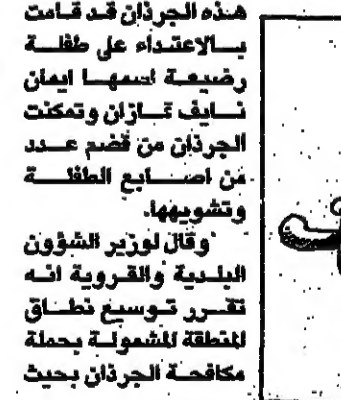 هذه الجرذان قد قامت
بالاعتداء على طفلة
رضيعة اسمها ايمان
نايف تازان وتمكنت
الجرذان من قضم عدد
من اصابع الطفلة
وتشويهها.
وقال لوزير الشؤون
البلدية والقروية انه
تقرر توسيع نطاق
المنطقة المشمولة بحملة
مكافحة الجرذان بحيث